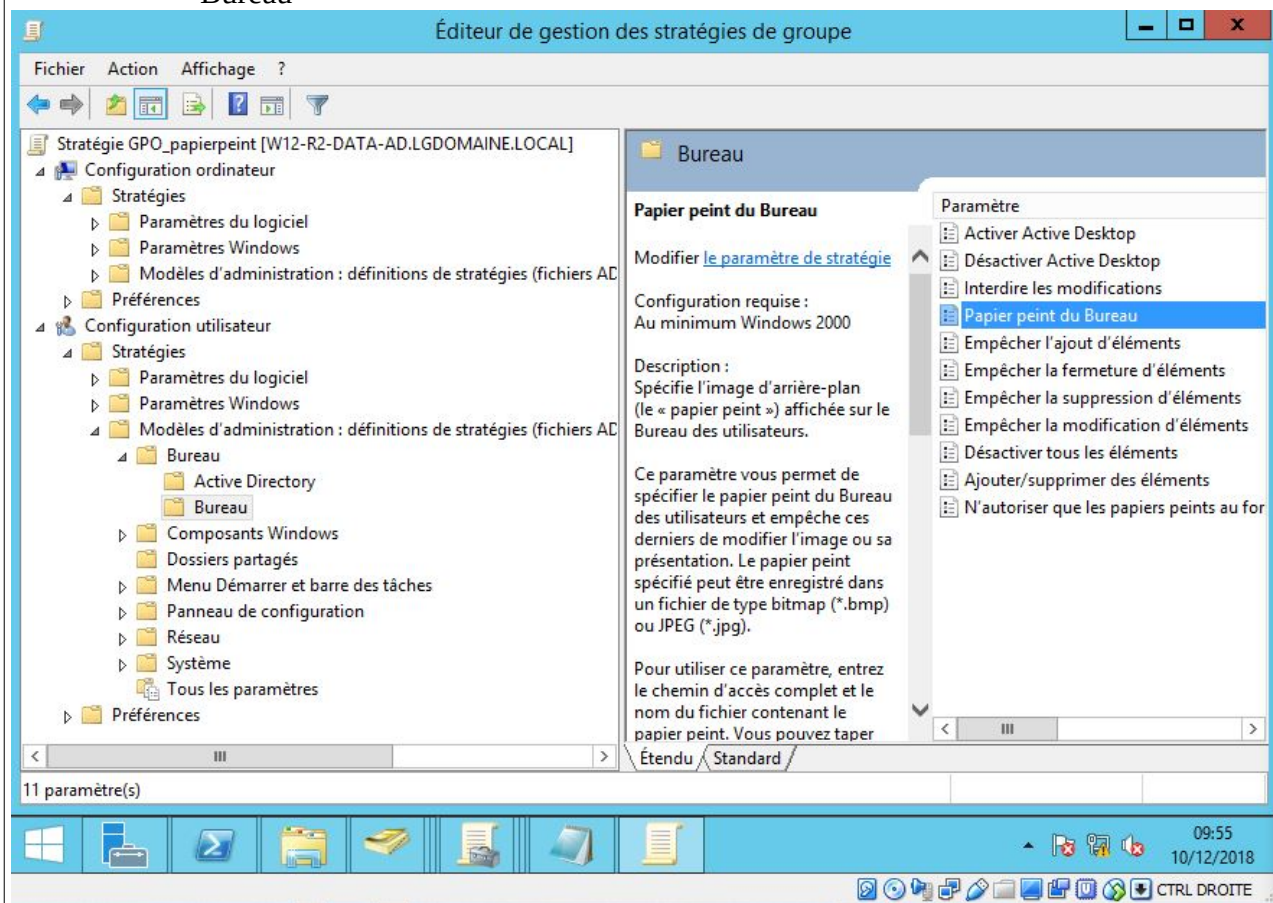 Bureau
Éditeur de gestion des stratégies de groupe
Fichier Action Affichage ?
Stratégie GPO_papierpeint [W12-R2-DATA-AD.LGDOMAINE.LOCAL]
Configuration ordinateur
Stratégies
Paramètres du logiciel
Paramètres Windows
Modèles d'administration : définitions de stratégies (fichiers AD
Préférences
Configuration utilisateur
Stratégies
Paramètres du logiciel
Paramètres Windows
Modèles d'administration : définitions de stratégies (fichiers AD
Bureau
Active Directory
Bureau
Composants Windows
Dossiers partagés
Menu Démarrer et barre des tâches
Panneau de configuration
Réseau
Système
Tous les paramètres
Préférences
Bureau
Papier peint du Bureau
Modifier le paramètre de stratégie
Configuration requise :
Au minimum Windows 2000
Description :
Spécifie l'image d'arrière-plan
(le « papier peint ») affichée sur le
Bureau des utilisateurs.
Ce paramètre vous permet de
spécifier le papier peint du Bureau
des utilisateurs et empêche ces
derniers de modifier l'image ou sa
présentation. Le papier peint
spécifié peut être enregistré dans
un fichier de type bitmap (*.bmp)
ou JPEG (*.jpg).
Pour utiliser ce paramètre, entrez
le chemin d'accès complet et le
nom du fichier contenant le
papier peint. Vous pouvez taper
Paramètre
Activer Active Desktop
Désactiver Active Desktop
Interdire les modifications
Papier peint du Bureau
Empêcher l'ajout d'éléments
Empêcher la fermeture d'éléments
Empêcher la suppression d'éléments
Empêcher la modification d'éléments
Désactiver tous les éléments
Ajouter/supprimer des éléments
N'autoriser que les papiers peints au for
Étendu Standard
11 paramètre(s)
09:55
10/12/2018
CTRL DROITE